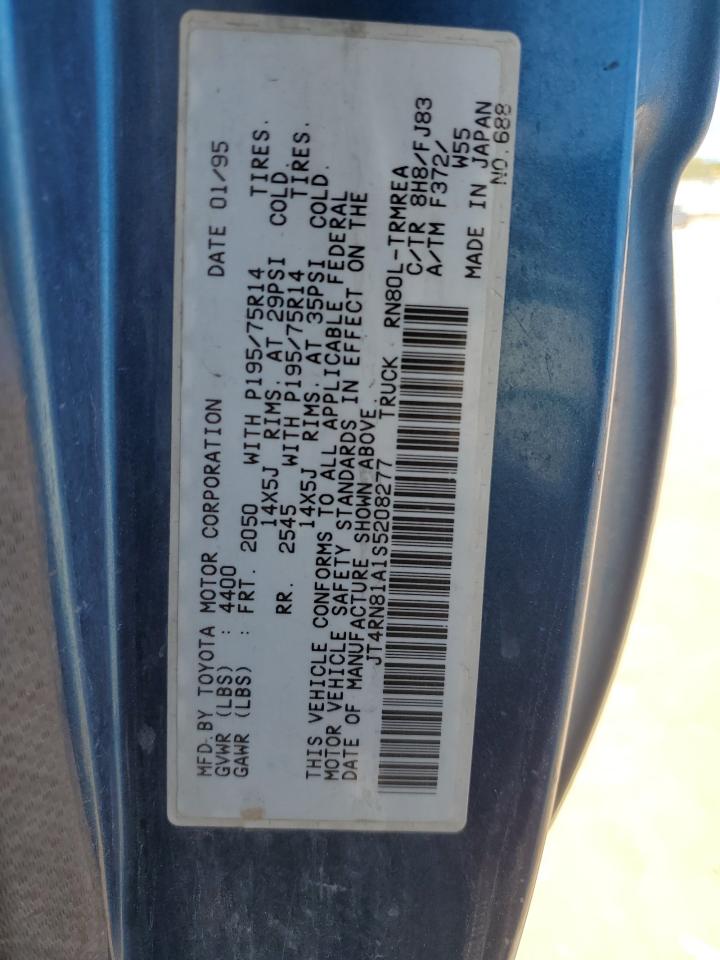 MFD. BY TOYOTA MOTOR CORPORATION DATE 01/95
GVWR (LBS) : 4400
GAWR (LBS) : FRT. 2050 WITH P195/75R14 TIRES.
14X5J RIMS. AT 29PSI COLD.
RR. 2545 WITH P195/75R14 TIRES.
14X5J RIMS. AT 35PSI COLD.
THIS VEHICLE CONFORMS TO ALL APPLICABLE FEDERAL
MOTOR VEHICLE SAFETY STANDARDS IN EFFECT ON THE
DATE OF MANUFACTURE SHOWN ABOVE.
JT4RN81A1S5208277 TRUCK RN80L-TRMREA
C/TR 8H8/FJ83
A/TM F372/
W55
MADE IN JAPAN
NO.688